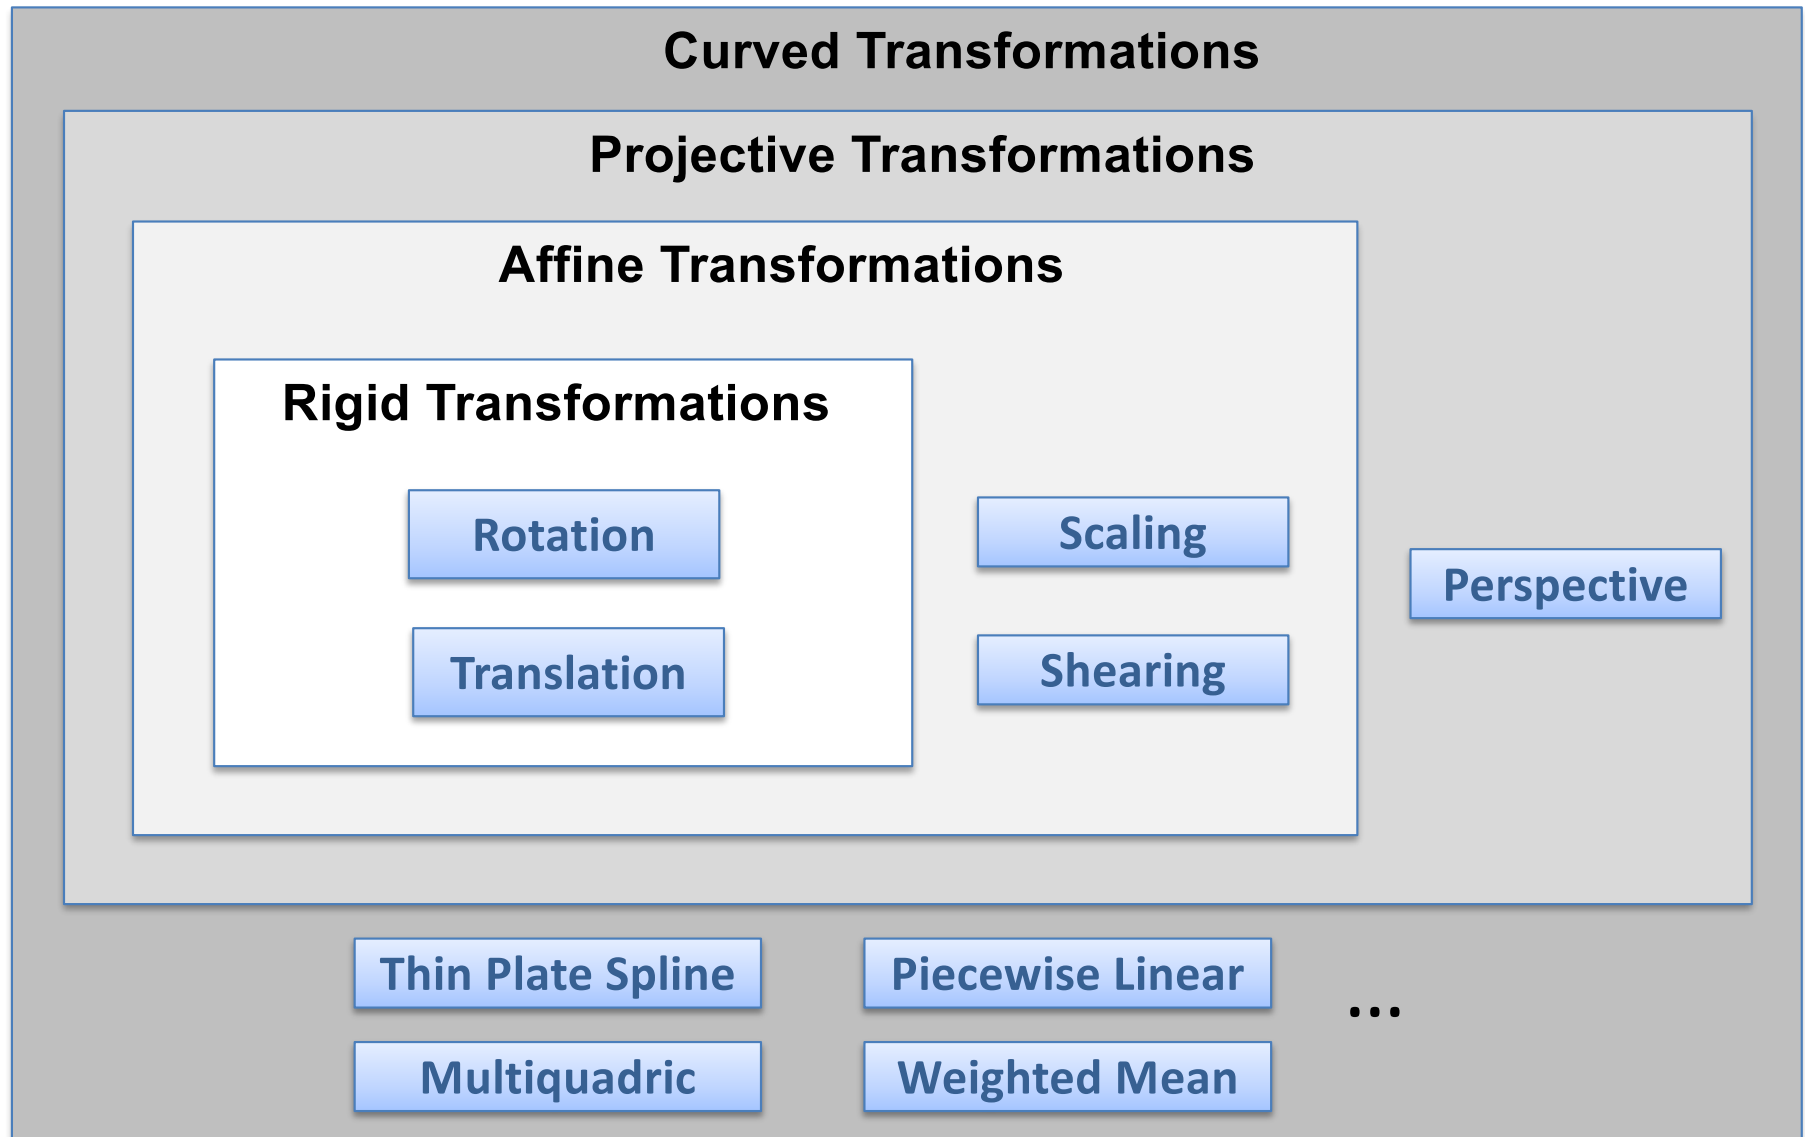 Curved Transformations
Projective Transformations
Affine Transformations
Rigid Transformations
Rotation
Scaling
Perspective
Translation
Shearing
Thin Plate Spline
Piecewise Linear
...
Multiquadric
Weighted Mean